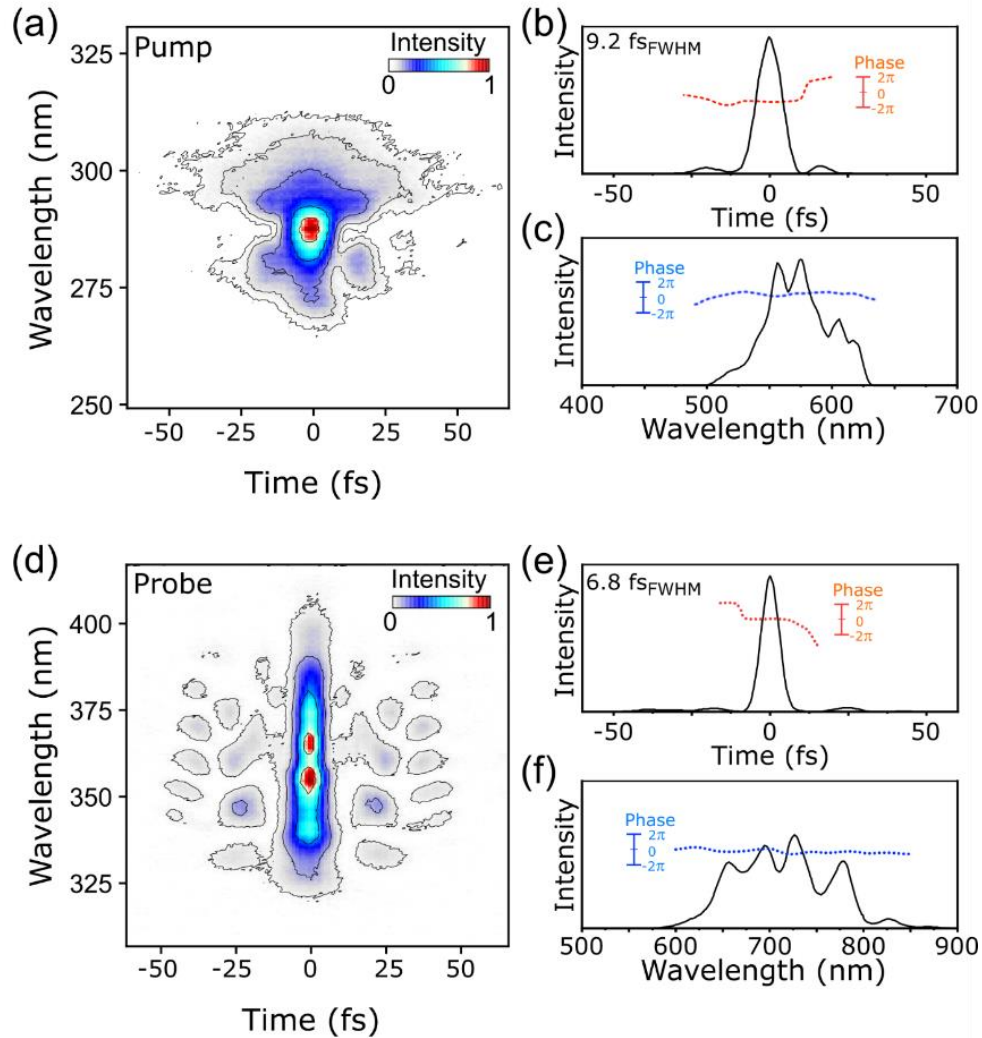 (a)
Pump
Intensity
0 1
325
300
275
250
Wavelength (nm)
-50 -25 0 25 50
Time (fs)
(b)
9.2 fsFWHM
Phase
2π
0
-2π
Intensity
-50 0 50
Time (fs)
(c)
Phase
2π
0
-2π
Intensity
400 500 600 700
Wavelength (nm)
(d)
Probe
Intensity
0 1
400
375
350
325
Wavelength (nm)
-50 -25 0 25 50
Time (fs)
(e)
6.8 fsFWHM
Phase
2π
0
-2π
Intensity
-50 0 50
Time (fs)
(f)
Phase
2π
0
-2π
Intensity
500 600 700 800 900
Wavelength (nm)